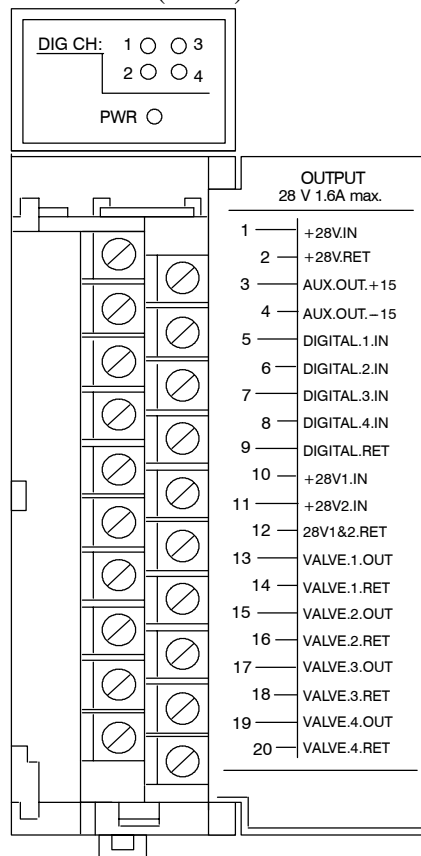 DIG CH: 1 3
2 4
PWR
OUTPUT
28 V 1.6A max.
1 +28V.IN
2 +28V.RET
3 AUX.OUT.+15
4 AUX.OUT.−15
5 DIGITAL.1.IN
6 DIGITAL.2.IN
7 DIGITAL.3.IN
8 DIGITAL.4.IN
9 DIGITAL.RET
10 +28V1.IN
11 +28V2.IN
12 28V1&2.RET
13 VALVE.1.OUT
14 VALVE.1.RET
15 VALVE.2.OUT
16 VALVE.2.RET
17 VALVE.3.OUT
18 VALVE.3.RET
19 VALVE.4.OUT
20 VALVE.4.RET